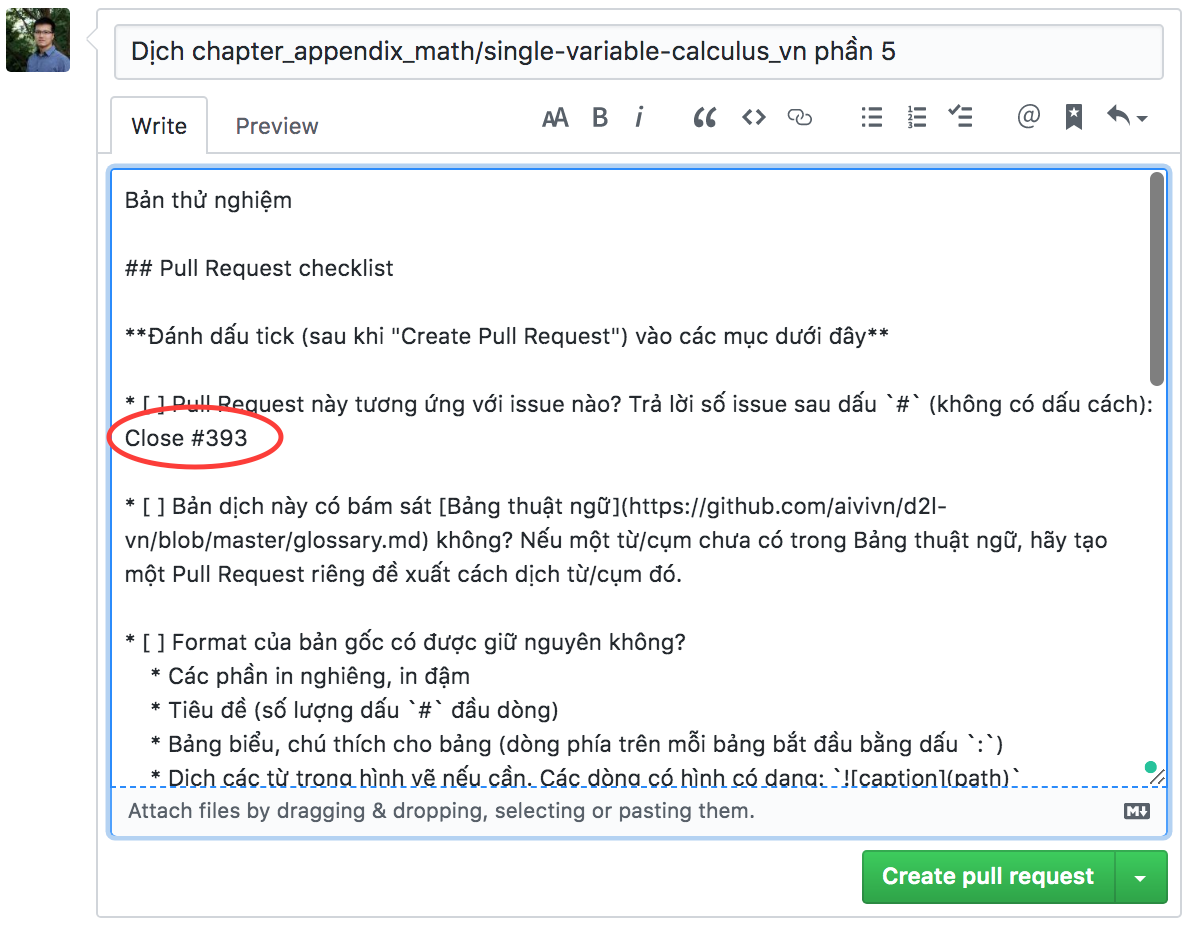 Dịch chapter_appendix_math/single-variable-calculus_vn phần 5
Write Preview AA B i @
Bản thử nghiệm
## Pull Request checklist
**Đánh dấu tick (sau khi "Create Pull Request") vào các mục dưới đây**
* [ ] Pull Request này tương ứng với issue nào? Trả lời số issue sau dấu `#` (không có dấu cách):
Close #393
* [ ] Bản dịch này có bám sát [Bảng thuật ngữ](https://github.com/aivivn/d2l-
vn/blob/master/glossary.md) không? Nếu một từ/cụm chưa có trong Bảng thuật ngữ, hãy tạo
một Pull Request riêng đề xuất cách dịch từ/cụm đó.
* [ ] Format của bản gốc có được giữ nguyên không?
* Các phần in nghiêng, in đậm
* Tiêu đề (số lượng dấu `#` đầu dòng)
* Bảng biểu, chú thích cho bảng (dòng phía trên mỗi bảng bắt đầu bằng dấu `:`)
* Dịch các từ trong hình vẽ nếu cần. Các dòng có hình có dạng: `![caption](path)`
Attach files by dragging & dropping, selecting or pasting them.
Create pull request